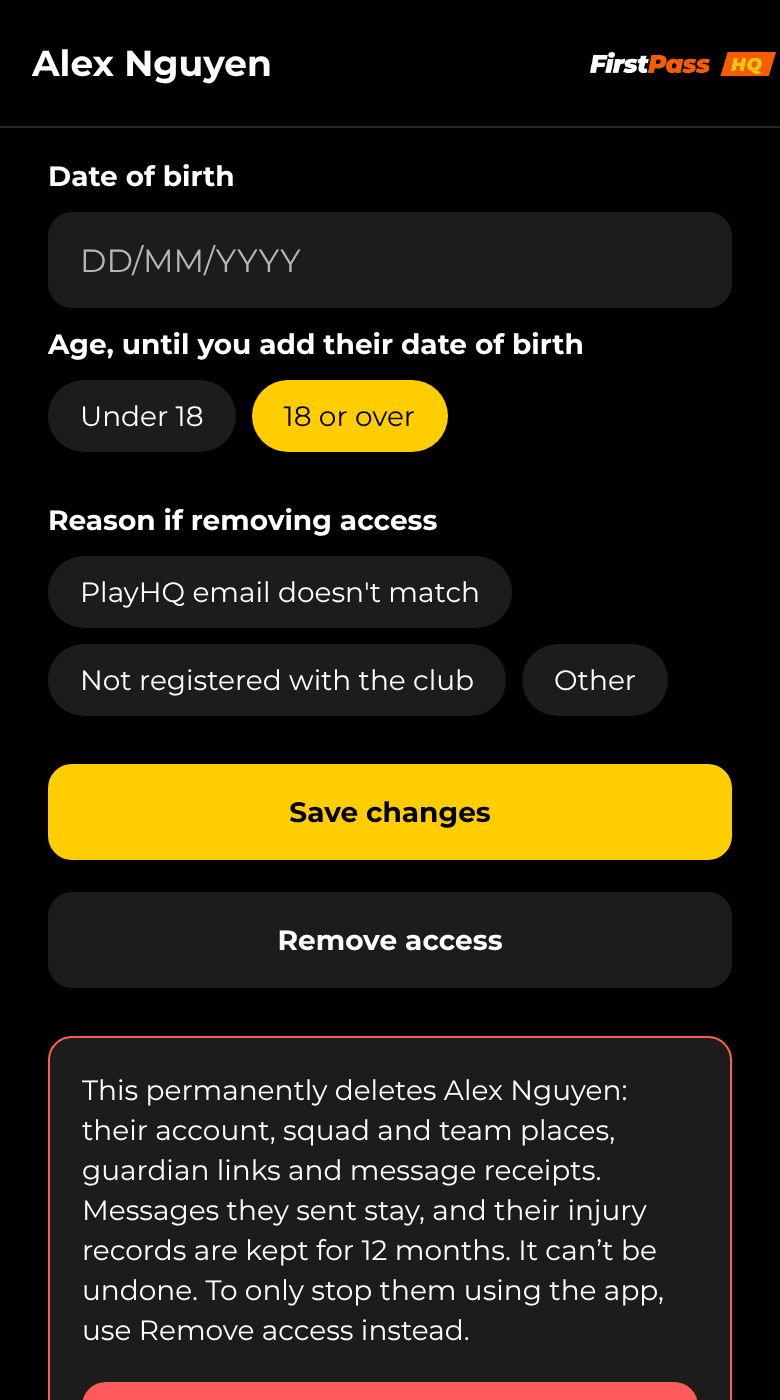 Alex Nguyen
FirstPass HQ
Date of birth
DD/MM/YYYY
Age, until you add their date of birth
Under 18
18 or over
Reason if removing access
PlayHQ email doesn't match
Not registered with the club
Other
Save changes
Remove access
This permanently deletes Alex Nguyen:
their account, squad and team places,
guardian links and message receipts.
Messages they sent stay, and their injury
records are kept for 12 months. It can’t be
undone. To only stop them using the app,
use Remove access instead.